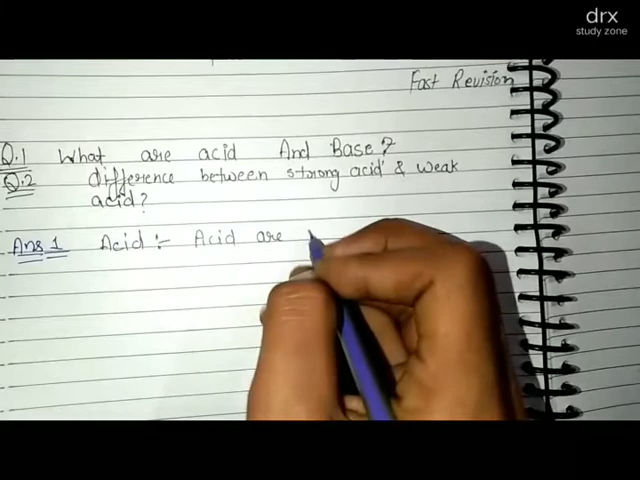 drx
study zone
Fast Revision
Q.1 What are acid And Base?
Q.2 difference between strong acid & weak
acid?
Ans 1 Acid :- Acid are